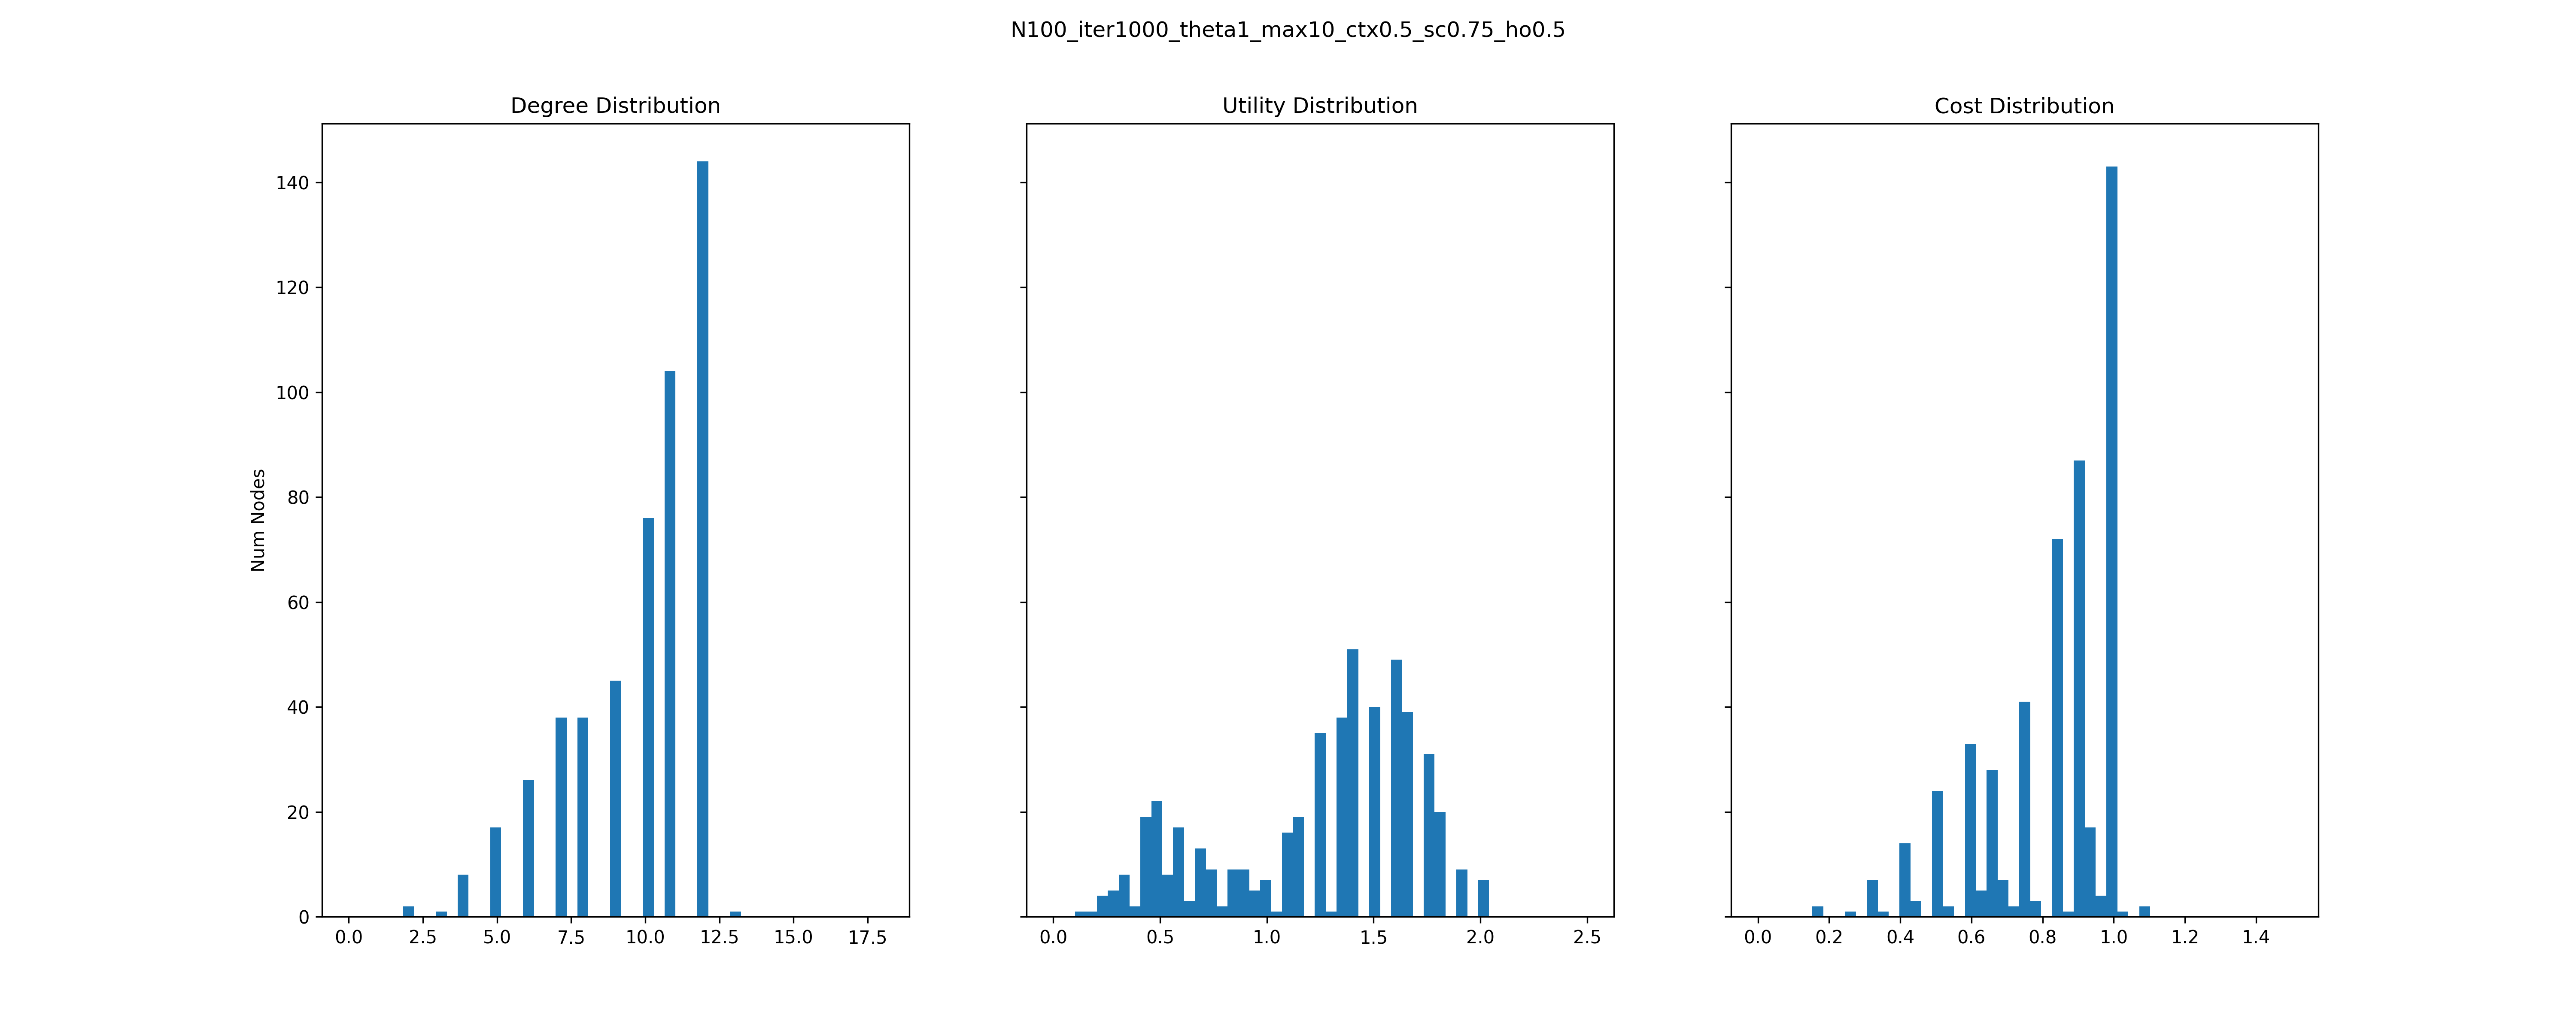 N100_iter1000_theta1_max10_ctx0.5_sc0.75_ho0.5
Degree Distribution
Utility Distribution
Cost Distribution
Num Nodes
140
120
100
80
60
40
20
0
0.0 2.5 5.0 7.5 10.0 12.5 15.0 17.5
0.0 0.5 1.0 1.5 2.0 2.5
0.0 0.2 0.4 0.6 0.8 1.0 1.2 1.4